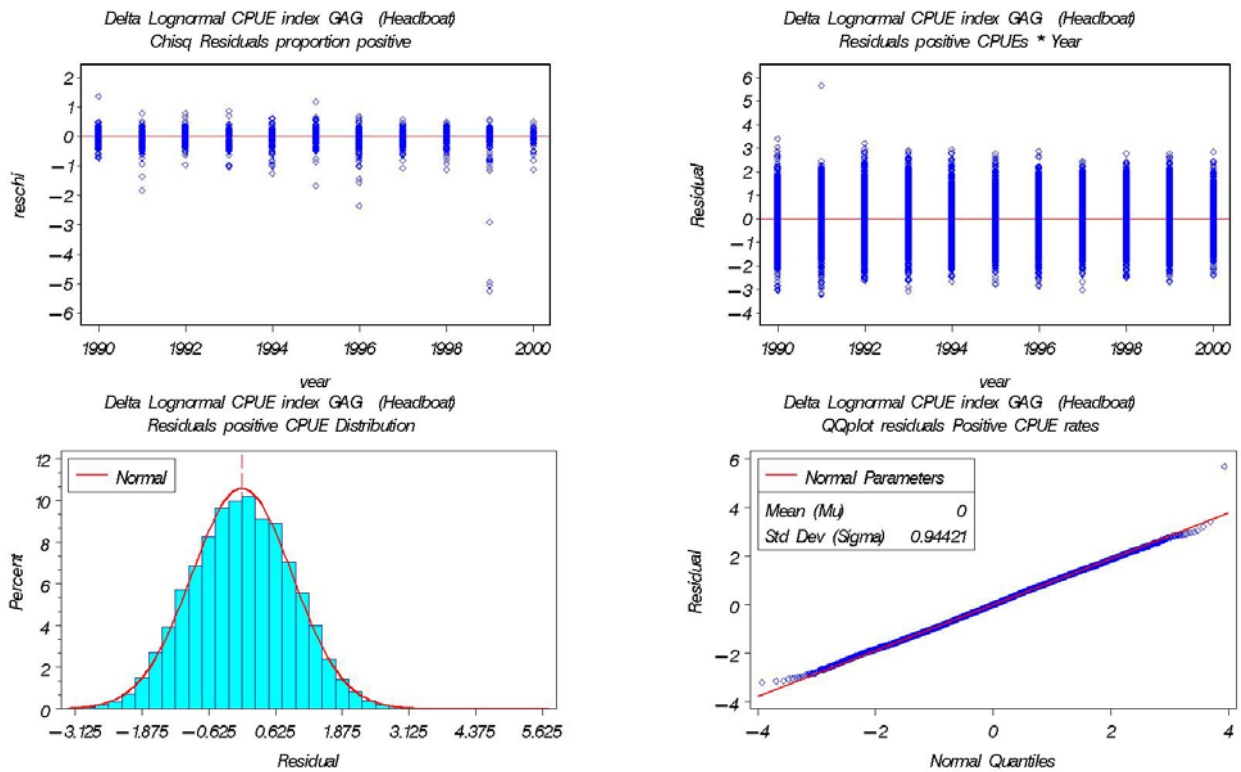 Delta Lognormal CPUE index GAG (Headboat)
Chisq Residuals proportion positive
2
1
0
−1
−2
−3
−4
−5
−6
reschi
1990 1992 1994 1996 1998 2000
year
Delta Lognormal CPUE index GAG (Headboat)
Residuals positive CPUEs * Year
6
5
4
3
2
1
0
−1
−2
−3
−4
Residual
1990 1992 1994 1996 1998 2000
year
Delta Lognormal CPUE index GAG (Headboat)
Residuals positive CPUE Distribution
12
10
8
6
4
2
0
Percent
Normal
−3.125 −1.875 −0.625 0.625 1.875 3.125 4.375 5.625
Residual
Delta Lognormal CPUE index GAG (Headboat)
QQplot residuals Positive CPUE rates
6
4
2
0
−2
−4
Residual
Normal Parameters
Mean (Mu) 0
Std Dev (Sigma) 0.94421
−4 −2 0 2 4
Normal Quantiles